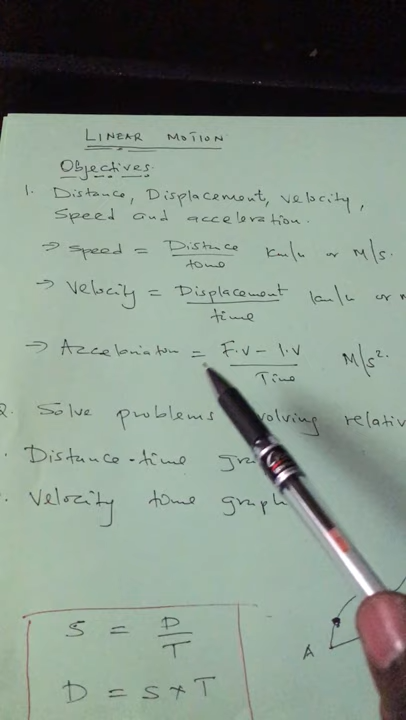 LINEAR MOTION
Objectives.
1. Distance, Displacement, velocity,
Speed and acceleration.
→ Speed = Distance / time km/h or M/s.
→ Velocity = Displacement / time km/h or
→ Acceleration = F.V – I.V / Time M/s².
2. Solve problems involving
Distance-time
Velocity time graph
S = D / T
D = S × T
A